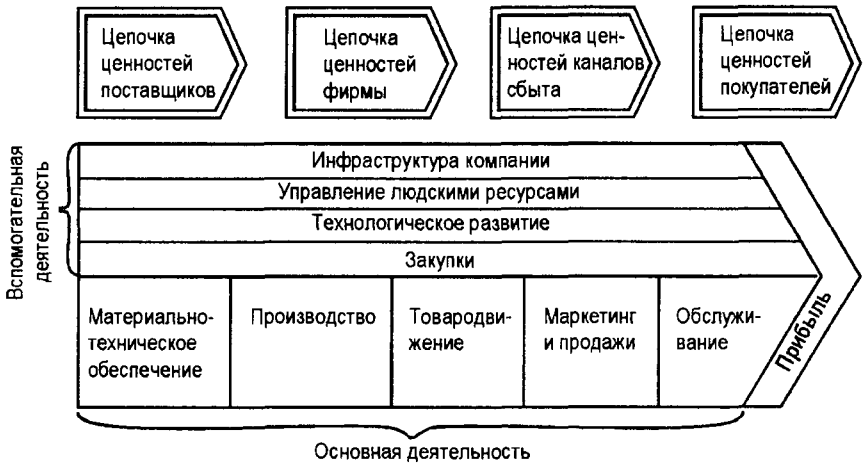 Цепочка
ценностей
поставщиков
Цепочка
ценностей
фирмы
Цепочка цен-
ностей каналов
сбыта
Цепочка
ценностей
покупателей
Вспомогательная
деятельность
Инфраструктура компании
Управление людскими ресурсами
Технологическое развитие
Закупки
Материально-
техническое
обеспечение
Производство
Товародви-
жение
Маркетинг
и продажи
Обслужи-
вание
Прибыль
Основная деятельность